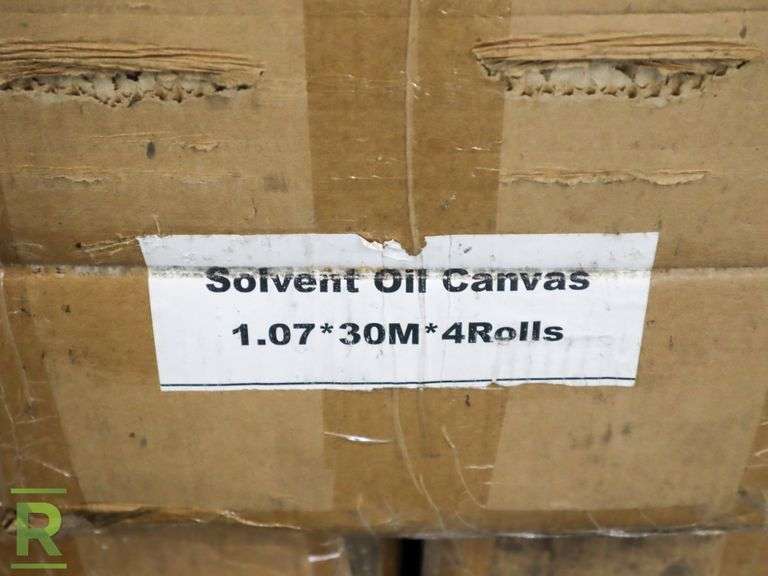 Solvent Oil Canvas
1.07*30M*4Rolls
R